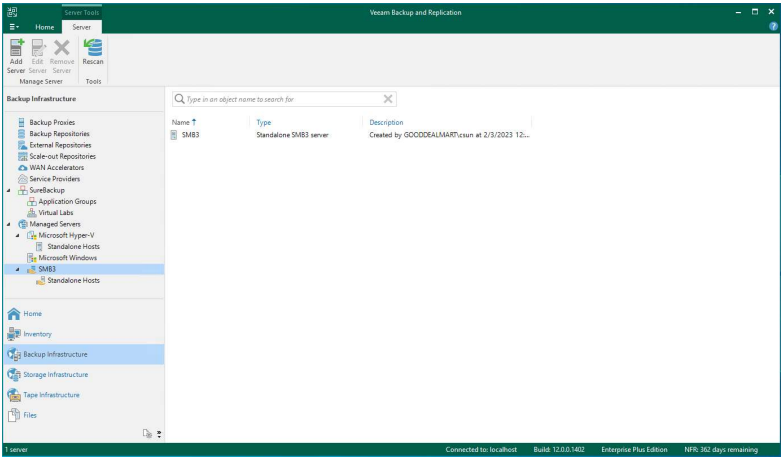 Server Tools
Veeam Backup and Replication
Home Server
Add Server
Edit Server
Remove Server
Rescan
Manage Server
Tools
Backup Infrastructure
Type in an object name to search for
Backup Proxies
Backup Repositories
External Repositories
Scale-out Repositories
WAN Accelerators
Service Providers
SureBackup
Application Groups
Virtual Labs
Managed Servers
Microsoft Hyper-V
Standalone Hosts
Microsoft Windows
SMB3
Standalone Hosts
Name Type Description
SMB3 Standalone SMB3 server Created by GOODDEALMART\csun at 2/3/2023 12:...
Home
Inventory
Backup Infrastructure
Storage Infrastructure
Tape Infrastructure
Files
1 server
Connected to: localhost Build: 12.0.0.1402 Enterprise Plus Edition NFR: 362 days remaining